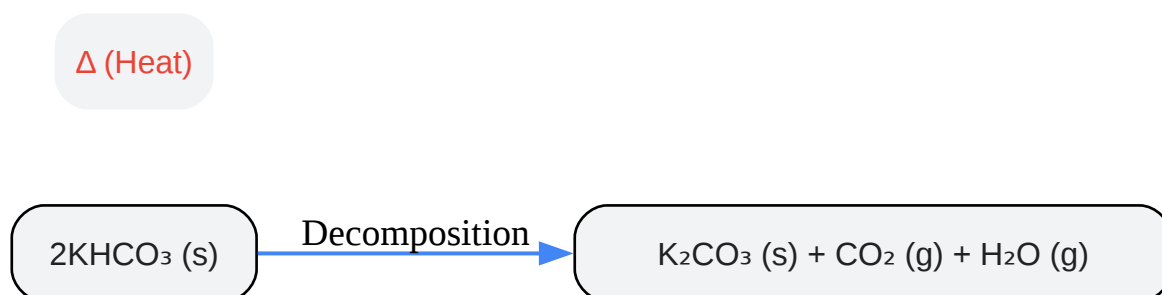 Δ (Heat)
2KHCO₃ (s)
Decomposition
K₂CO₃ (s) + CO₂ (g) + H₂O (g)